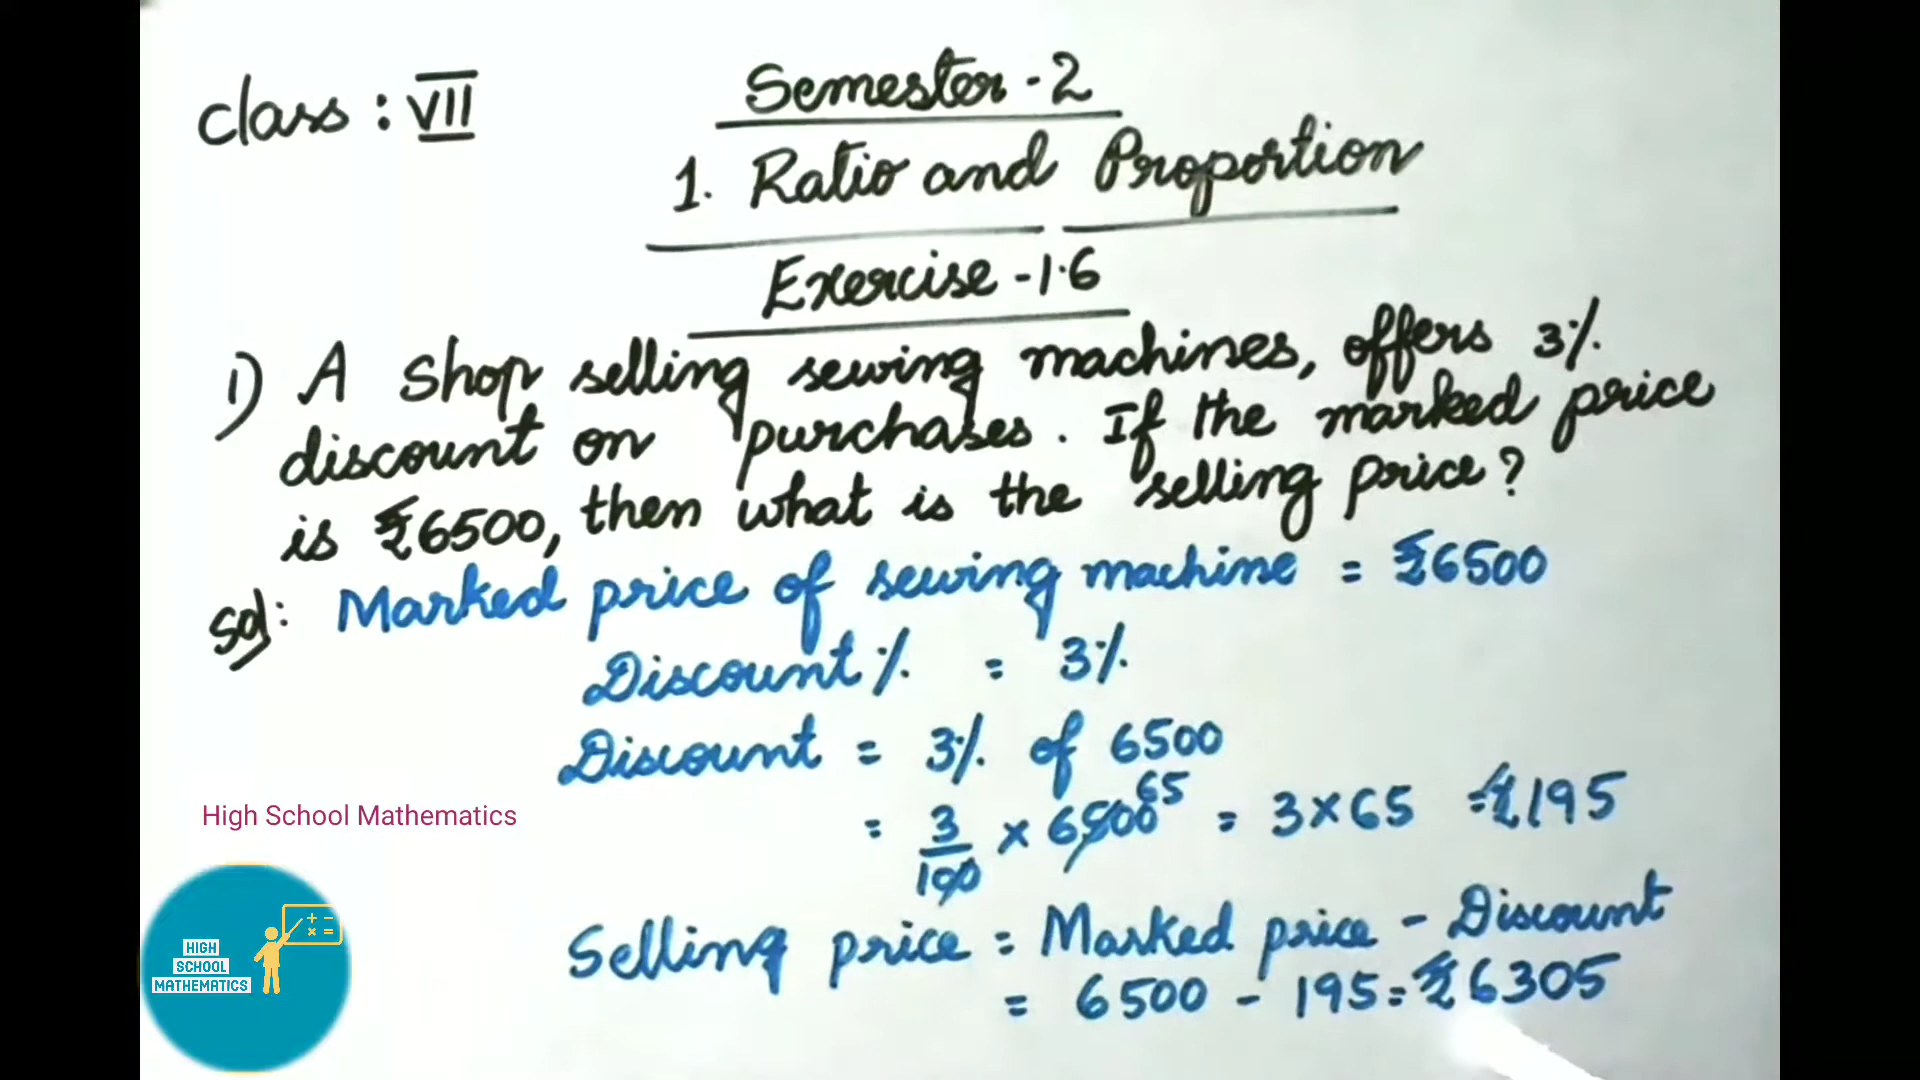 class : VII
Semester - 2
1. Ratio and Proportion
Exercise - 1.6
1) A Shop selling sewing machines, offers 3%
discount on purchases. If the marked price
is ₹6500, then what is the selling price?
Sol: Marked price of sewing machine = ₹6500
Discount % = 3%
Discount = 3% of 6500
= 3/100 × 6500 65 = 3×65 = ₹195
Selling price = Marked price - Discount
= 6500 - 195 = ₹6305
High School Mathematics
HIGH
SCHOOL
MATHEMATICS
+ -
× =